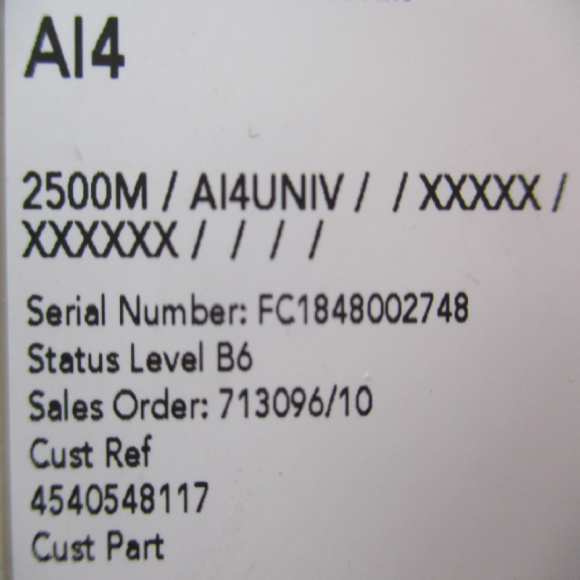 AI4
2500M / AI4UNIV /  / XXXXX /
XXXXXX /  /  /  /
Serial Number: FC1848002748
Status Level B6
Sales Order: 713096/10
Cust Ref
4540548117
Cust Part